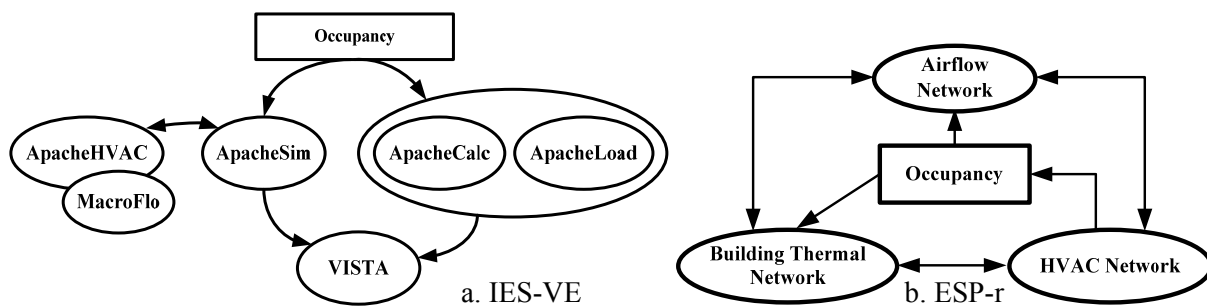 Occupancy
ApacheHVAC
MacroFlo
ApacheSim
ApacheCalc
ApacheLoad
VISTA
a. IES-VE
Airflow
Network
Occupancy
Building Thermal
Network
HVAC Network
b. ESP-r